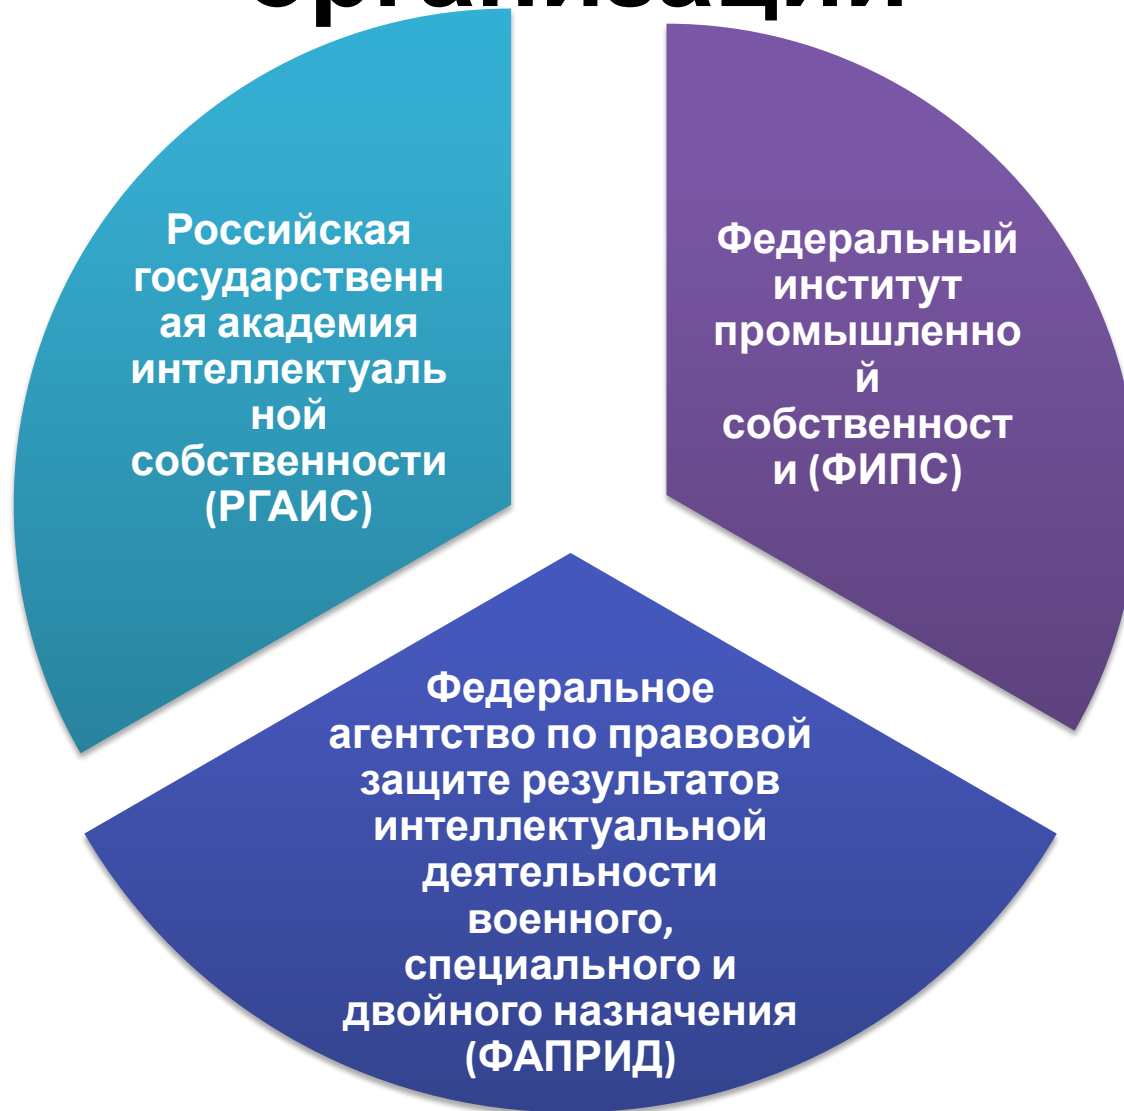 Российская
государственн
ая академия
интеллектуаль
ной
собственности
(РГАИС)
Федеральный
институт
промышленно
й
собственност
и (ФИПС)
Федеральное
агентство по правовой
защите результатов
интеллектуальной
деятельности
военного,
специального и
двойного назначения
(ФАПРИД)